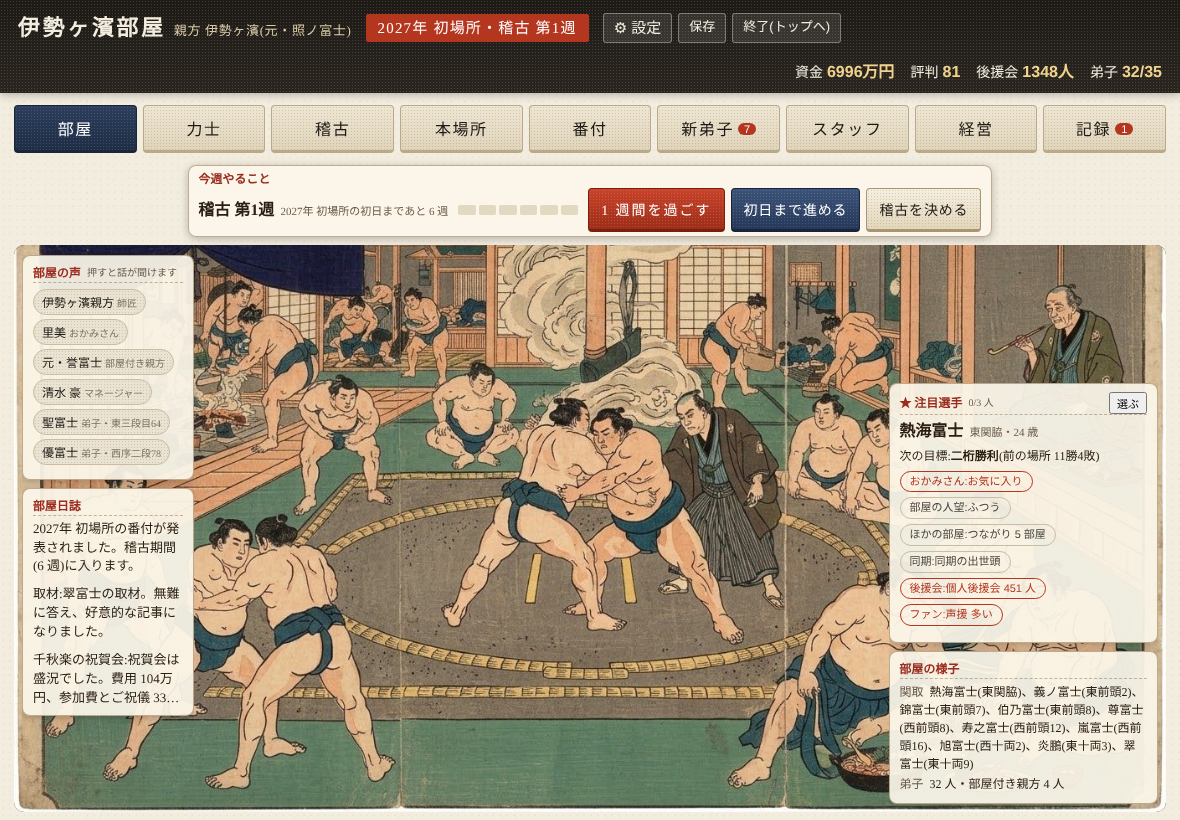 伊勢ヶ濱部屋 親方 伊勢ヶ濱(元・照ノ富士) 2027年 初場所・稽古 第1週 ⚙ 設定 保存 終了(トップへ)
資金 6996万円 評判 81 後援会 1348人 弟子 32/35
部屋 力士 稽古 本場所 番付 新弟子 7 スタッフ 経営 記録 1
今週やること
稽古 第1週 2027年 初場所の初日まであと 6 週 1 週間を過ごす 初日まで進める 稽古を決める
部屋の声 押すと話が聞けます
伊勢ヶ濱親方 師匠
里美 おかみさん
元・誉富士 部屋付き親方
清水 豪 マネージャー
聖富士 弟子・東三段目64
優富士 弟子・西序二段78
部屋日誌
2027年 初場所の番付が発
表されました。稽古期間
(6 週)に入ります。
取材:翠富士の取材。無難
に答え、好意的な記事に
なりました。
千秋楽の祝賀会:祝賀会は
盛況でした。費用 104万
円、参加費とご祝儀 33…
★ 注目選手 0/3 人 選ぶ
熱海富士 東関脇・24 歳
次の目標:二桁勝利(前の場所 11勝4敗)
おかみさん:お気に入り
部屋の人望:ふつう
ほかの部屋:つながり 5 部屋
同期:同期の出世頭
後援会:個人後援会 451 人
ファン:声援 多い
部屋の様子
関取 熱海富士(東関脇)、義ノ富士(東前頭2)、
錦富士(東前頭7)、伯乃富士(東前頭8)、尊富士
(西前頭8)、寿之富士(西前頭12)、嵐富士(西前
頭16)、旭富士(西十両2)、炎鵬(東十両3)、翠
富士(東十両9)
弟子 32 人・部屋付き親方 4 人